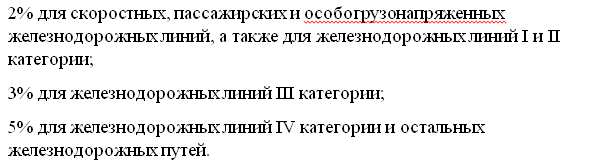 2% для скоростных, пассажирских и особогрузонапряженных
железнодорожных линий, а также для железнодорожных линий I и II
категории;
3% для железнодорожных линий III категории;
5% для железнодорожных линий IV категории и остальных
железнодорожных путей.